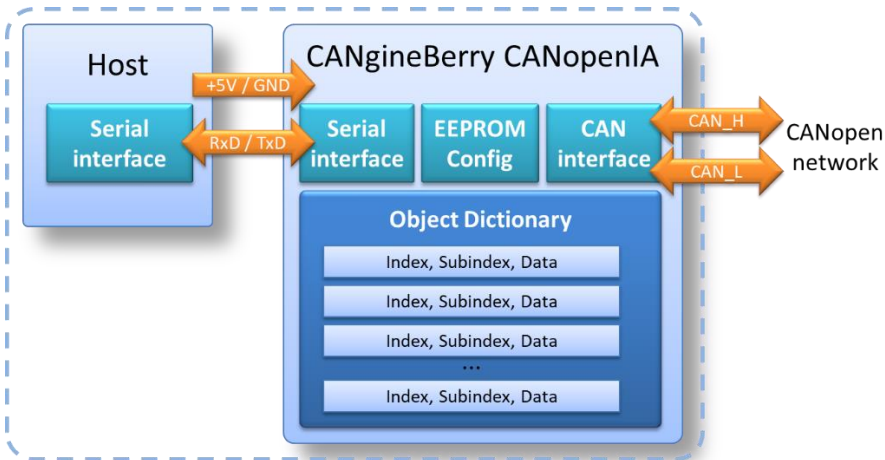 Host
CANgineBerry CANopenIA
+5V / GND
Serial
interface
RxD / TxD
Serial
interface
EEPROM
Config
CAN
interface
CAN_H
CAN_L
CANopen
network
Object Dictionary
Index, Subindex, Data
Index, Subindex, Data
Index, Subindex, Data
...
Index, Subindex, Data